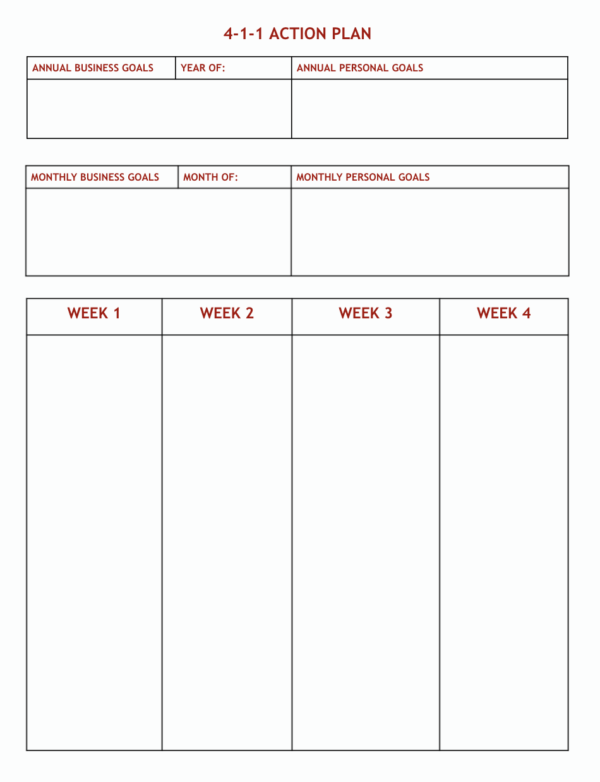 4-1-1 ACTION PLAN
ANNUAL BUSINESS GOALS YEAR OF: ANNUAL PERSONAL GOALS
MONTHLY BUSINESS GOALS MONTH OF: MONTHLY PERSONAL GOALS
WEEK 1 WEEK 2 WEEK 3 WEEK 4